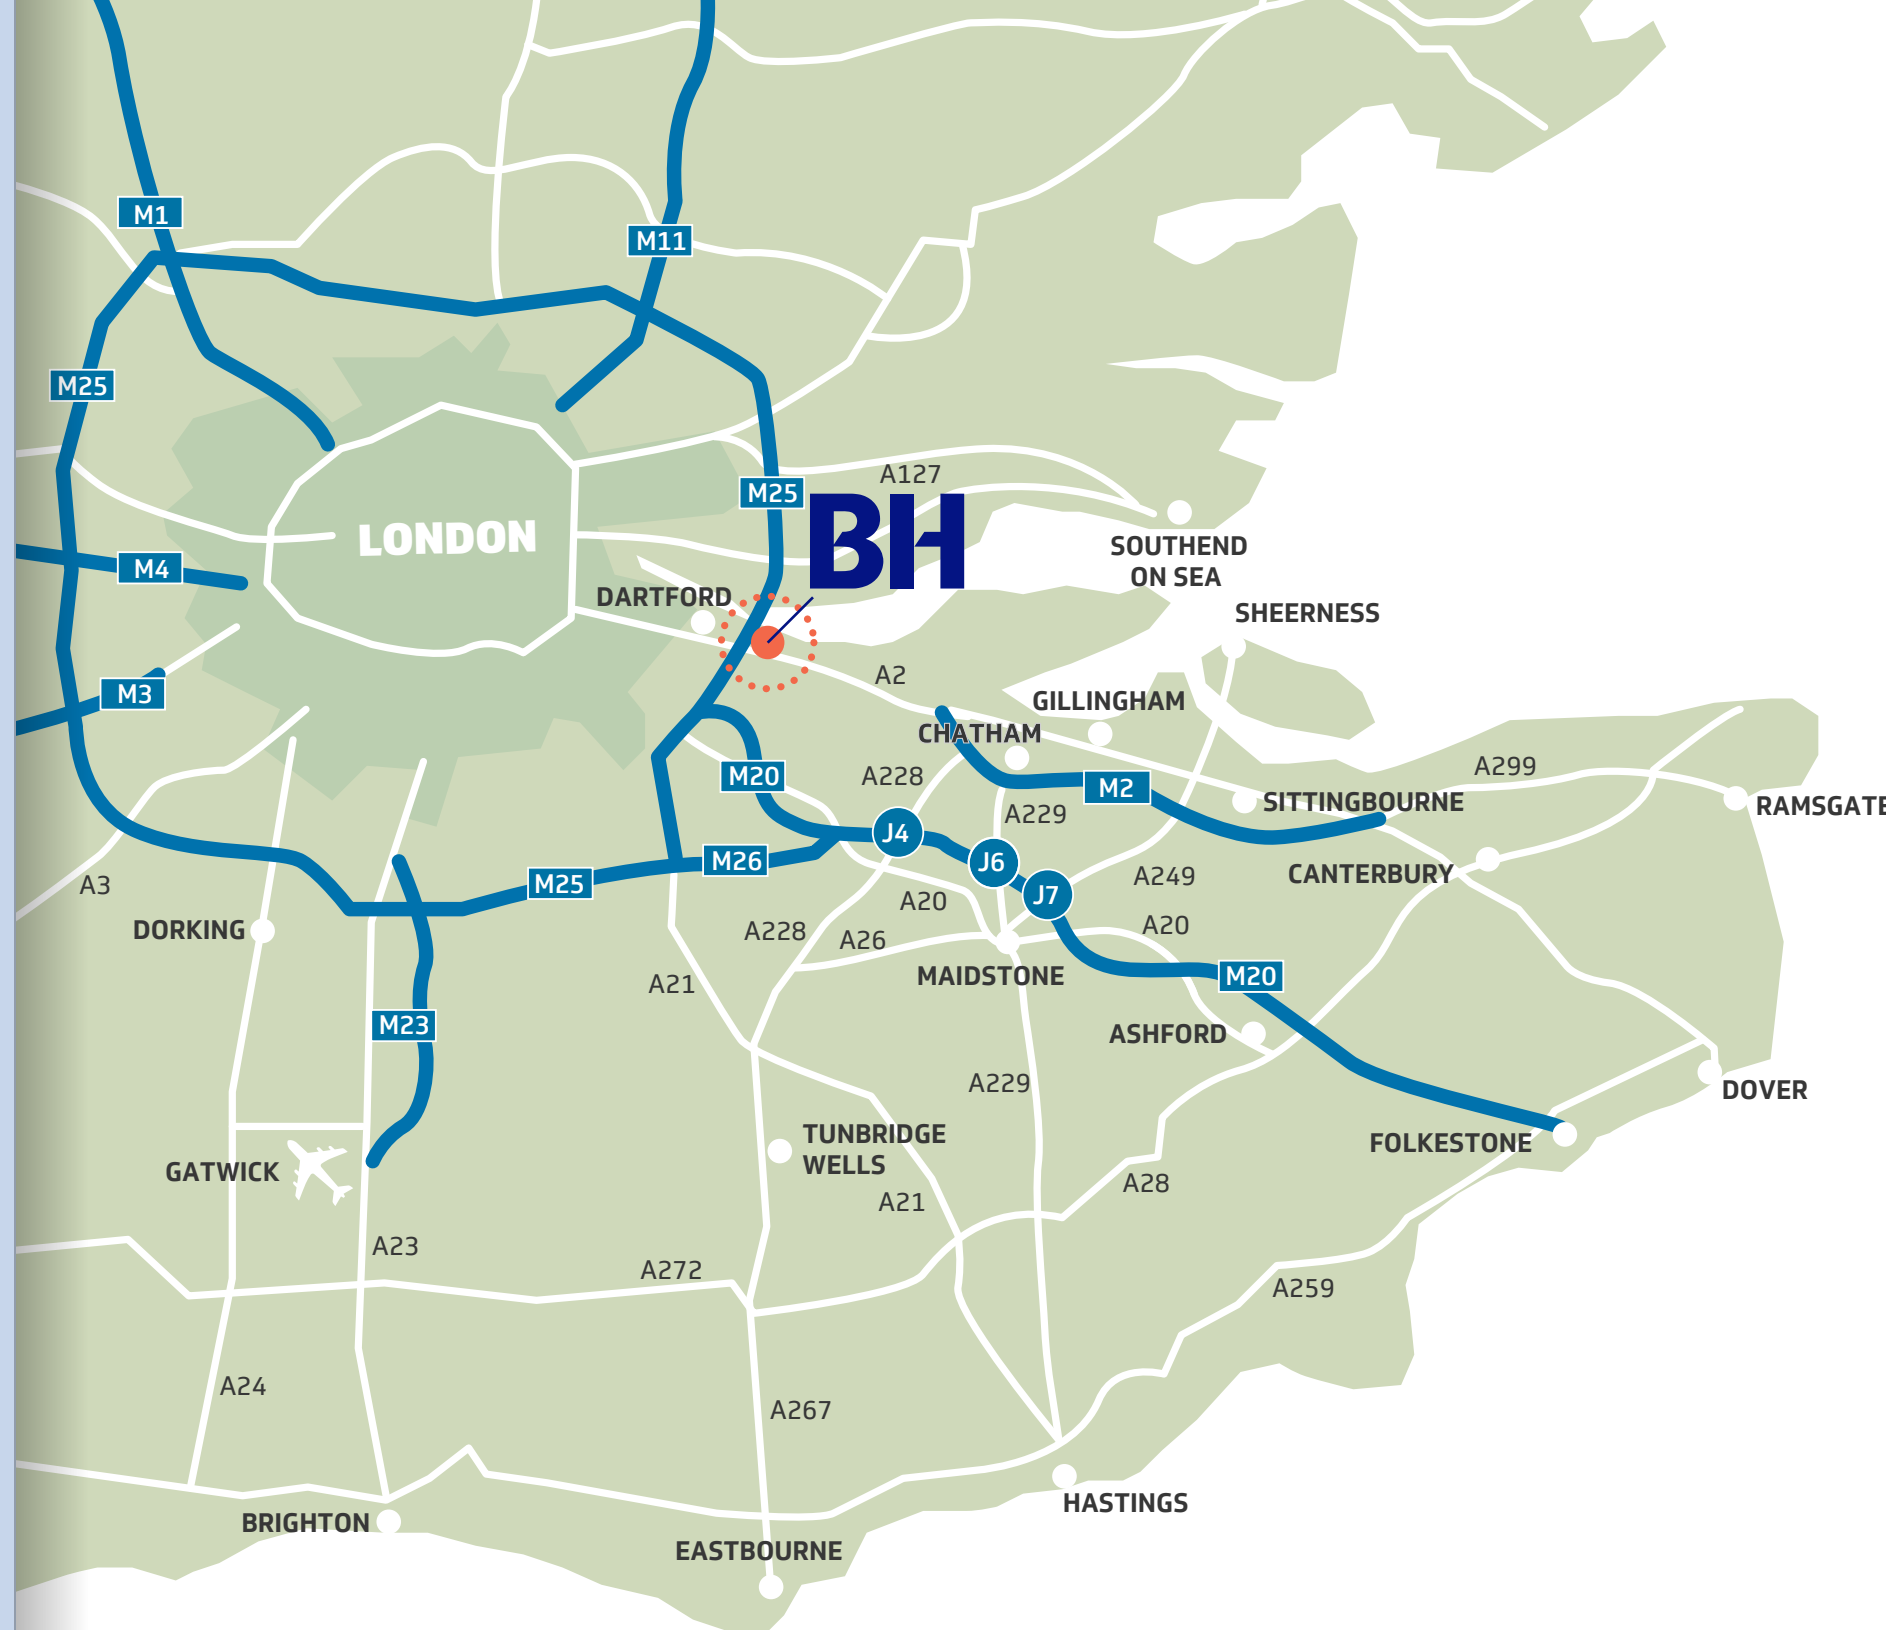 M1
M11
M25
A127
M25
BH
LONDON
SOUTHEND
ON SEA
M4
DARTFORD
SHEERNESS
A2
M3
GILLINGHAM
CHATHAM
A299
M20
A228
M2
SITTINGBOURNE
RAMSGATE
A229
J4
M26
J6
CANTERBURY
A249
M25
A3
J7
A20
A20
DORKING
A228
A26
MAIDSTONE
M20
A21
M23
ASHFORD
A229
DOVER
TUNBRIDGE
WELLS
FOLKESTONE
GATWICK
A28
A21
A23
A272
A259
A24
A267
HASTINGS
BRIGHTON
EASTBOURNE